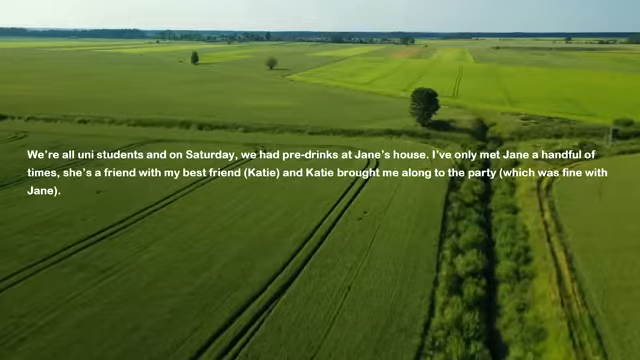 We’re all uni students and on Saturday, we had pre-drinks at Jane’s house. I’ve only met Jane a handful of
times, she’s a friend with my best friend (Katie) and Katie brought me along to the party (which was fine with
Jane).